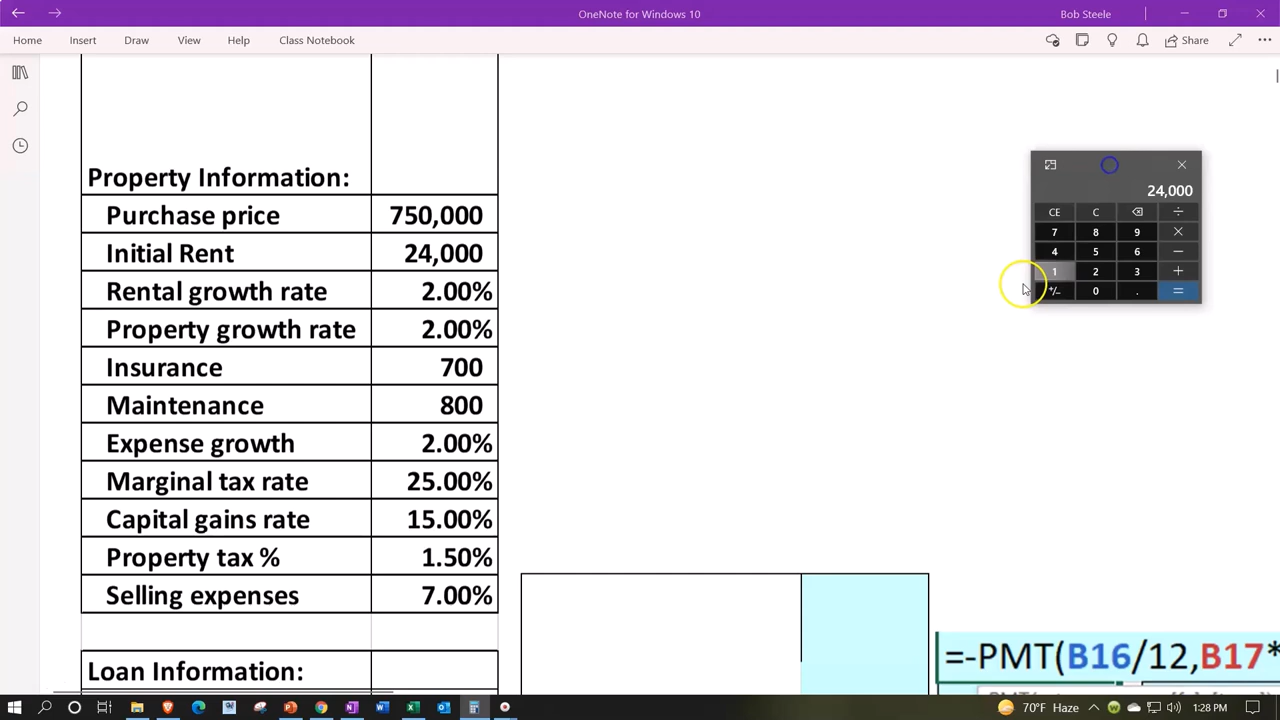 OneNote for Windows 10
Bob Steele
Home Insert Draw View Help Class Notebook
Share
Property Information:
Purchase price 750,000
Initial Rent 24,000
Rental growth rate 2.00%
Property growth rate 2.00%
Insurance 700
Maintenance 800
Expense growth 2.00%
Marginal tax rate 25.00%
Capital gains rate 15.00%
Property tax % 1.50%
Selling expenses 7.00%
Loan Information:
24,000
CE C ÷
7 8 9 ×
4 5 6 −
1 2 3 +
+/− 0 . =
=-PMT(B16/12,B17*
70°F Haze
1:28 PM